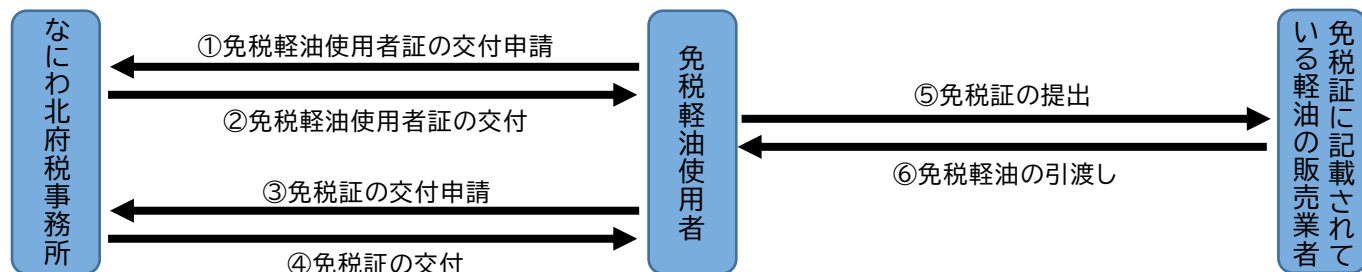 なにわ北府税事務所
①免税軽油使用者証の交付申請
②免税軽油使用者証の交付
③免税証の交付申請
④免税証の交付
免税軽油使用者
⑤免税証の提出
⑥免税軽油の引渡し
免税証に記載されて
いる軽油の販売業者